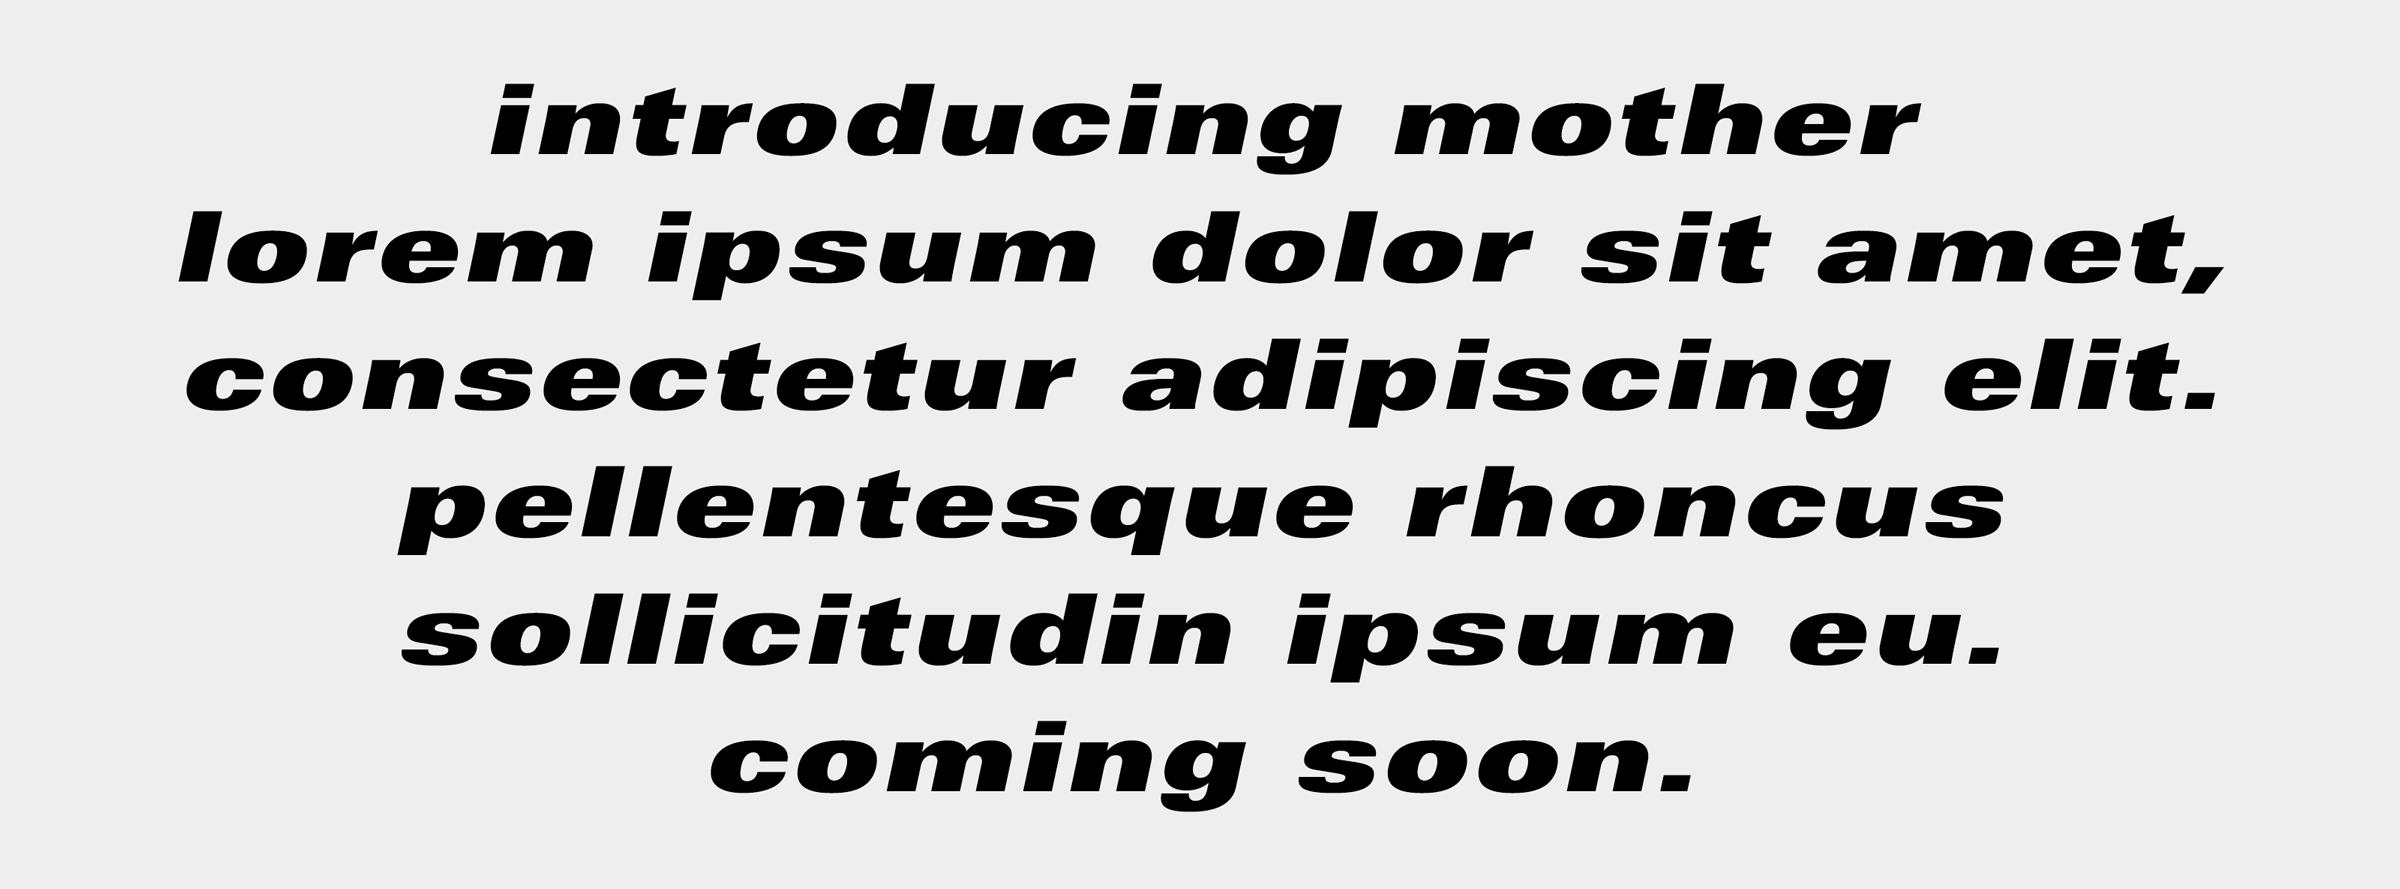 introducing mother
lorem ipsum dolor sit amet,
consectetur adipiscing elit.
pellentesque rhoncus
sollicitudin ipsum eu.
coming soon.